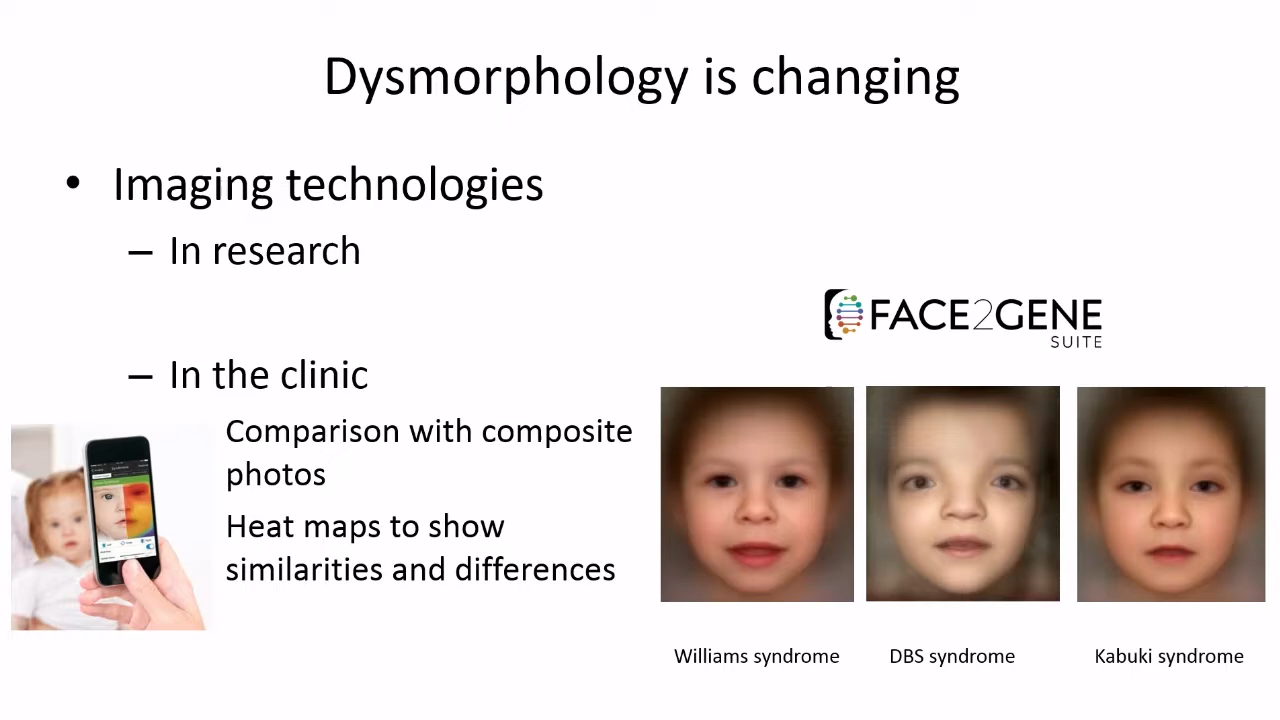 Dysmorphology is changing
• Imaging technologies
– In research
– In the clinic
Comparison with composite
photos
Heat maps to show
similarities and differences
FACE2GENE
SUITE
Williams syndrome
DBS syndrome
Kabuki syndrome